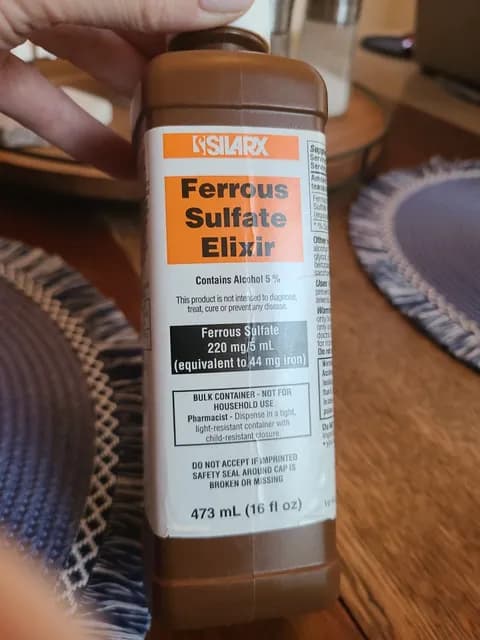 SILARX
Ferrous
Sulfate
Elixir
Contains Alcohol 5 %
This product is not intended to diagnose,
treat, cure or prevent any disease.
Ferrous Sulfate
220 mg/5 mL
(equivalent to 44 mg iron)
BULK CONTAINER - NOT FOR
HOUSEHOLD USE
Pharmacist - Dispense in a tight,
light-resistant container with
child-resistant closure.
DO NOT ACCEPT IF IMPRINTED
SAFETY SEAL AROUND CAP IS
BROKEN OR MISSING
473 mL (16 fl oz)